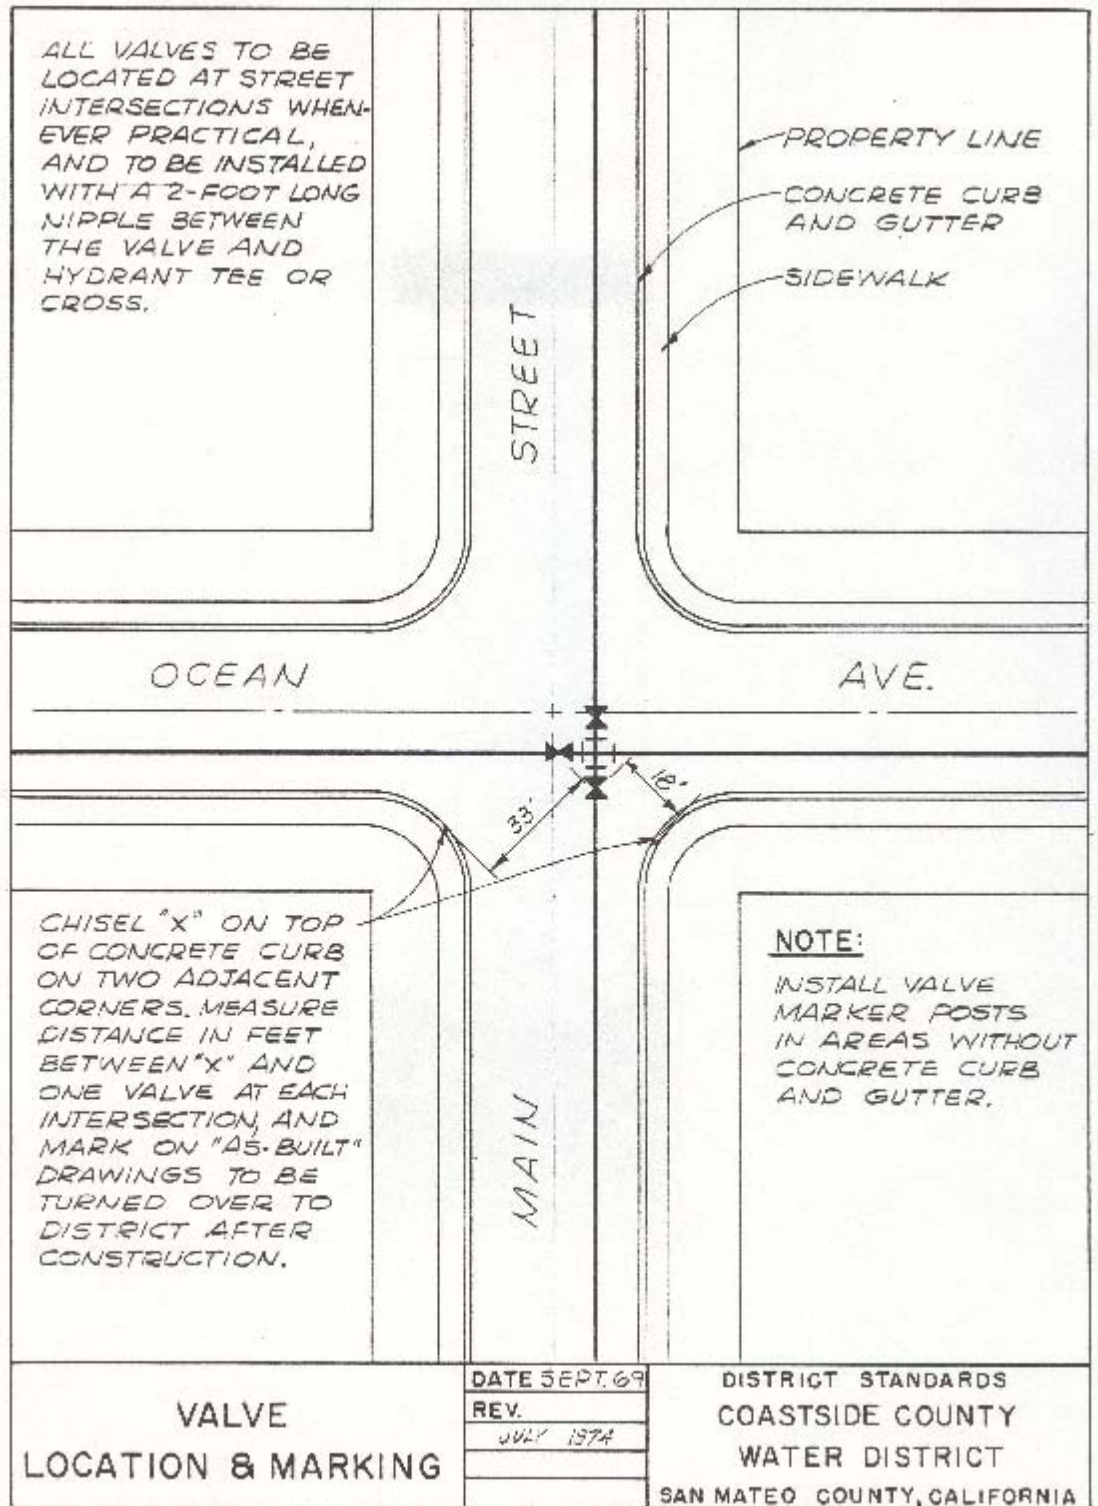 ALL VALVES TO BE
LOCATED AT STREET
INTERSECTIONS WHEN-
EVER PRACTICAL,
AND TO BE INSTALLED
WITH A 2-FOOT LONG
NIPPLE BETWEEN
THE VALVE AND
HYDRANT TEE OR
CROSS.
PROPERTY LINE
CONCRETE CURB
AND GUTTER
SIDEWALK
STREET
OCEAN
AVE.
33'
18'
CHISEL "X" ON TOP
OF CONCRETE CURB
ON TWO ADJACENT
CORNERS. MEASURE
DISTANCE IN FEET
BETWEEN "X" AND
ONE VALVE AT EACH
INTERSECTION, AND
MARK ON "AS-BUILT"
DRAWINGS TO BE
TURNED OVER TO
DISTRICT AFTER
CONSTRUCTION.
MAIN
NOTE:
INSTALL VALVE
MARKER POSTS
IN AREAS WITHOUT
CONCRETE CURB
AND GUTTER.
VALVE
LOCATION & MARKING
DATE SEPT. 69
REV.
JULY 1974
DISTRICT STANDARDS
COASTSIDE COUNTY
WATER DISTRICT
SAN MATEO COUNTY, CALIFORNIA